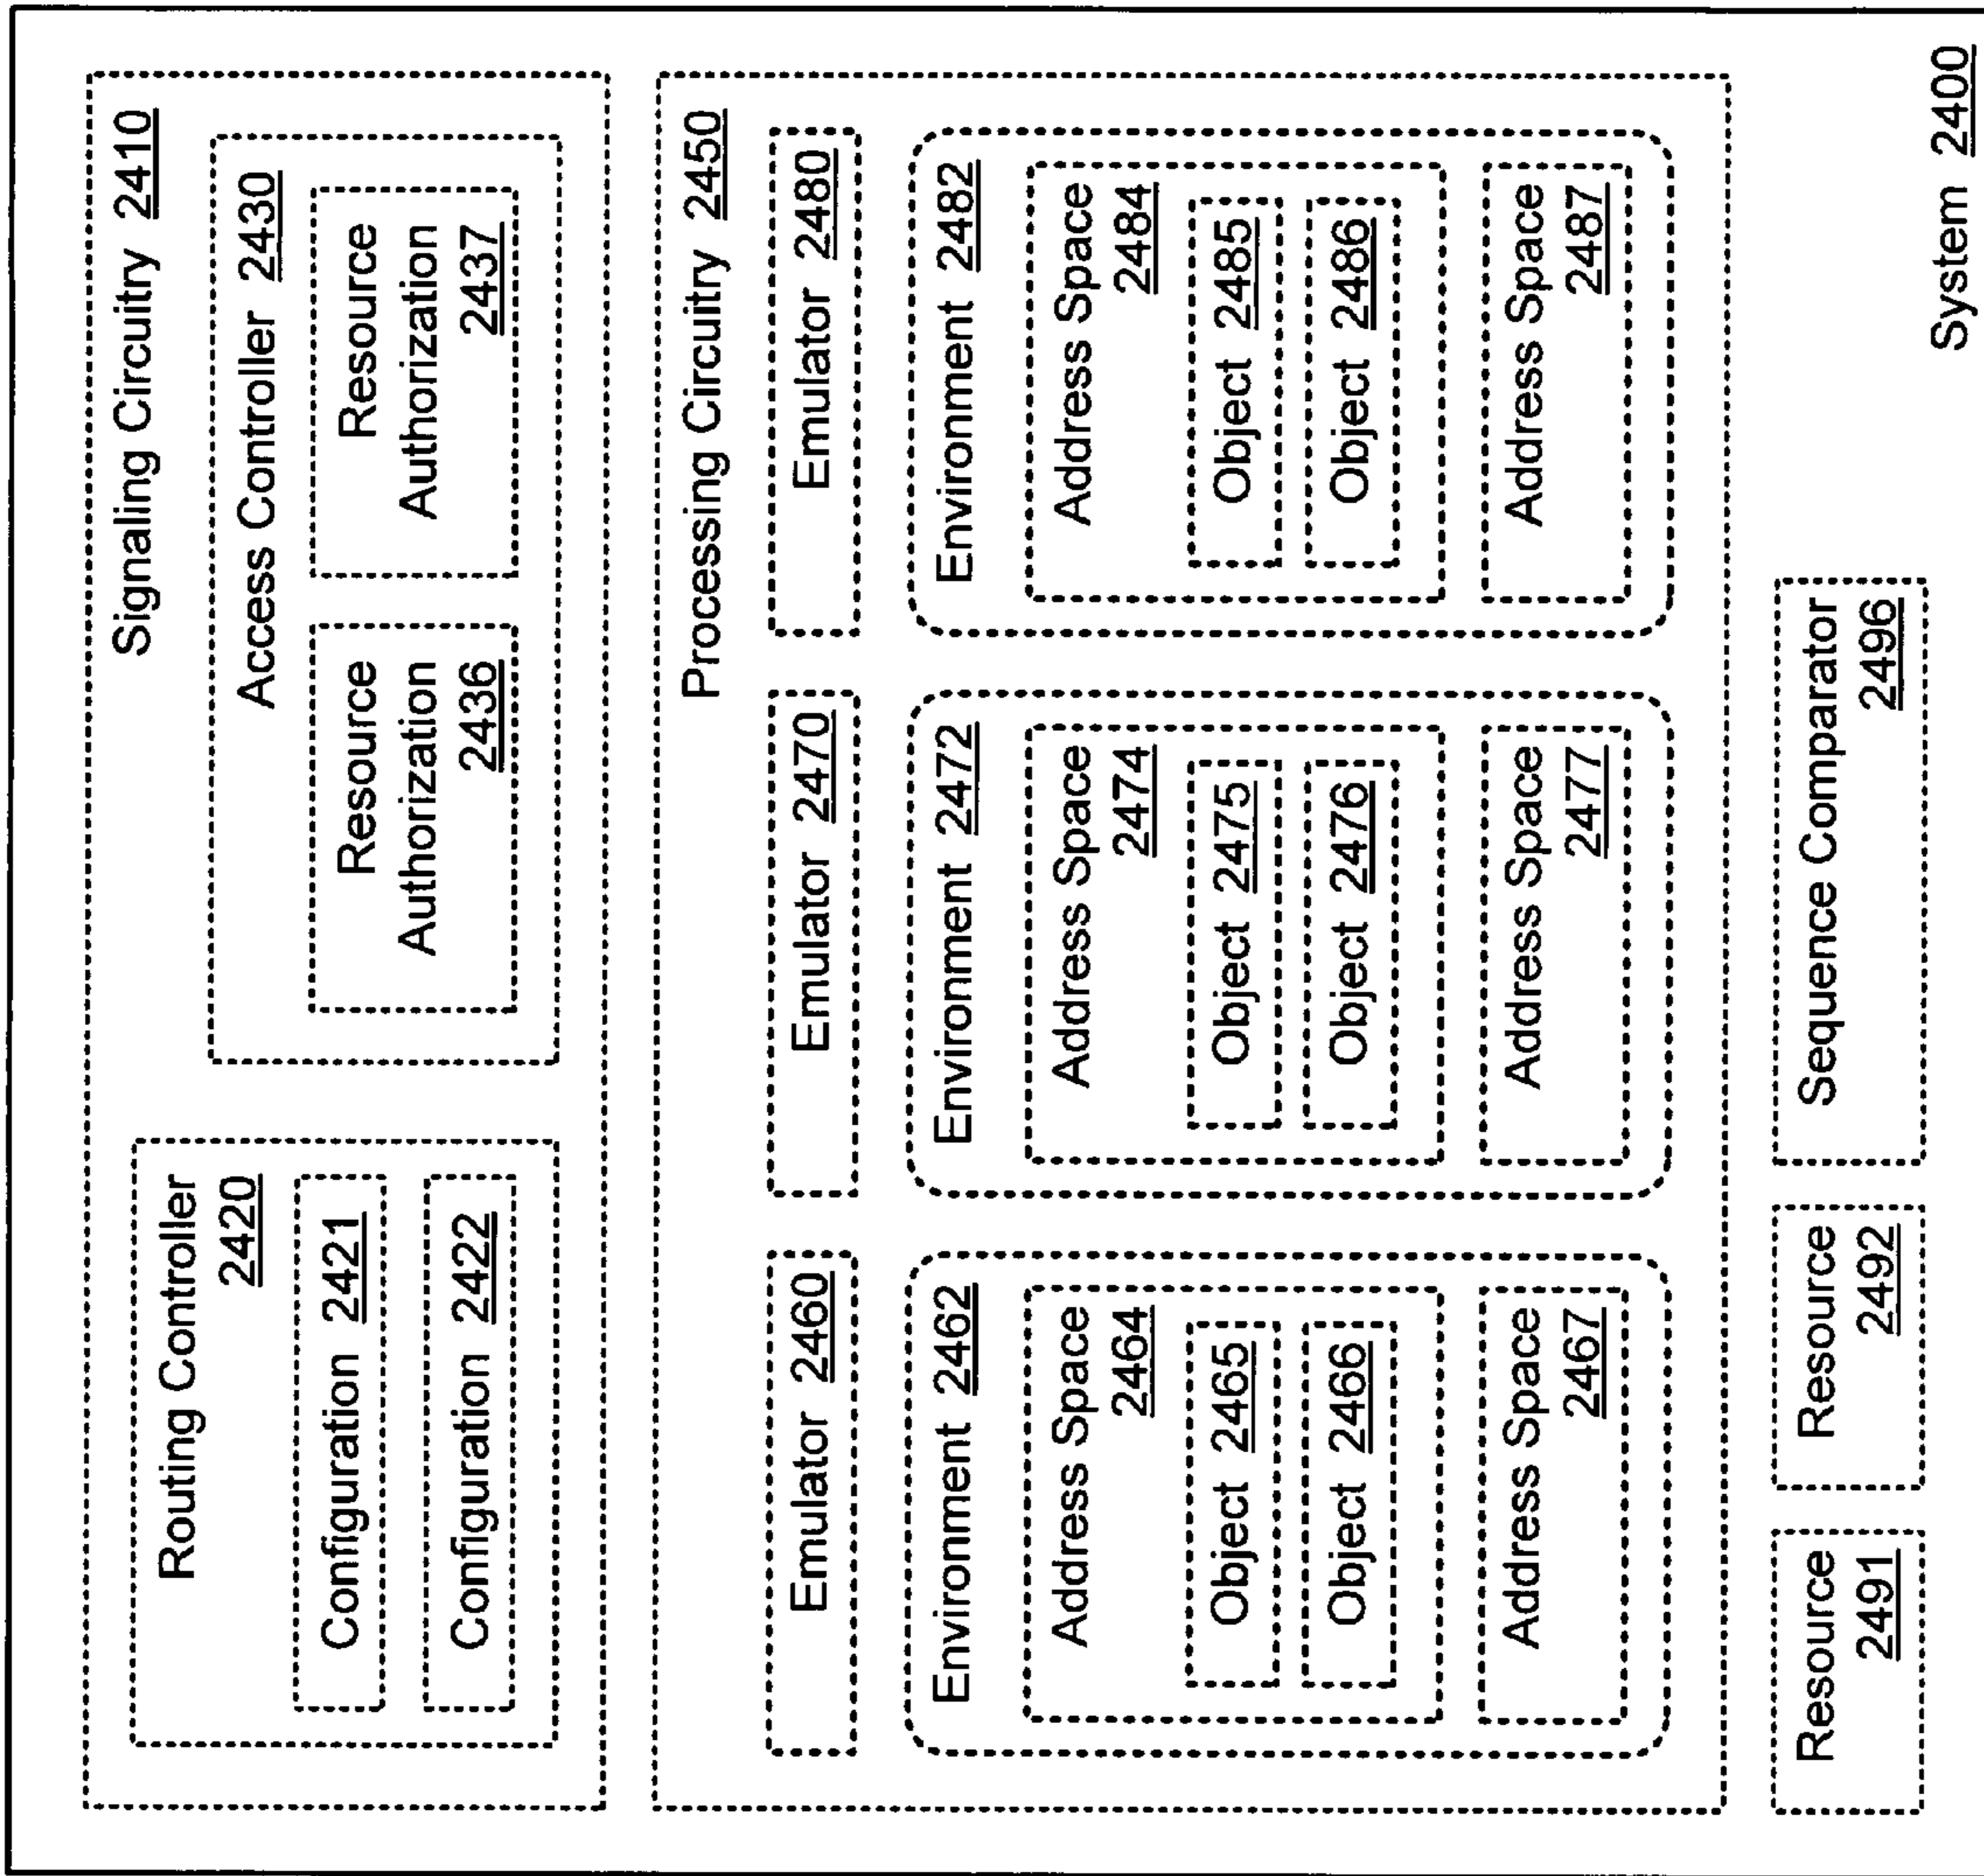 Signaling Circuitry 2410
Routing Controller
2420
Configuration 2421
Configuration 2422
Access Controller 2430
Resource
Authorization
2436
Resource
Authorization
2437
Processing Circuitry 2450
Emulator 2460
Environment 2462
Address Space
2464
Object 2465
Object 2466
Address Space
2467
Emulator 2470
Environment 2472
Address Space
2474
Object 2475
Object 2476
Address Space
2477
Emulator 2480
Environment 2482
Address Space
2484
Object 2485
Object 2486
Address Space
2487
Resource
2491
Resource
2492
Sequence Comparator
2496
System 2400